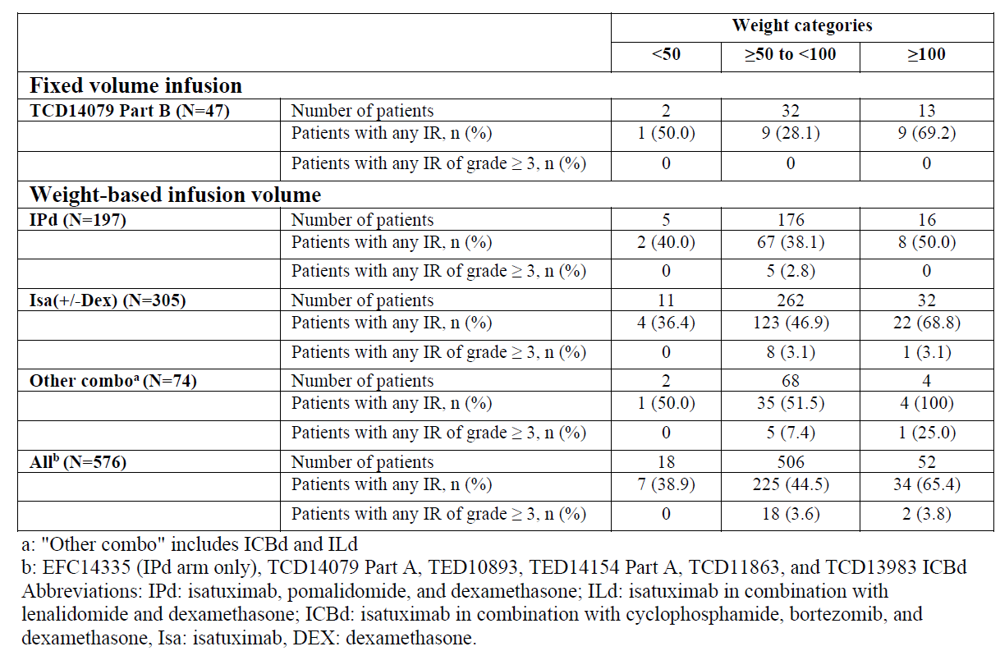 Weight categories
<50 ≥50 to <100 ≥100
Fixed volume infusion
TCD14079 Part B (N=47) Number of patients 2 32 13
Patients with any IR, n (%) 1 (50.0) 9 (28.1) 9 (69.2)
Patients with any IR of grade ≥ 3, n (%) 0 0 0
Weight-based infusion volume
IPd (N=197) Number of patients 5 176 16
Patients with any IR, n (%) 2 (40.0) 67 (38.1) 8 (50.0)
Patients with any IR of grade ≥ 3, n (%) 0 5 (2.8) 0
Isa(+/-Dex) (N=305) Number of patients 11 262 32
Patients with any IR, n (%) 4 (36.4) 123 (46.9) 22 (68.8)
Patients with any IR of grade ≥ 3, n (%) 0 8 (3.1) 1 (3.1)
Other comboᵃ (N=74) Number of patients 2 68 4
Patients with any IR, n (%) 1 (50.0) 35 (51.5) 4 (100)
Patients with any IR of grade ≥ 3, n (%) 0 5 (7.4) 1 (25.0)
Allᵇ (N=576) Number of patients 18 506 52
Patients with any IR, n (%) 7 (38.9) 225 (44.5) 34 (65.4)
Patients with any IR of grade ≥ 3, n (%) 0 18 (3.6) 2 (3.8)
a: "Other combo" includes ICBd and ILd
b: EFC14335 (IPd arm only), TCD14079 Part A, TED10893, TED14154 Part A, TCD11863, and TCD13983 ICBd
Abbreviations: IPd: isatuximab, pomalidomide, and dexamethasone; ILd: isatuximab in combination with
lenalidomide and dexamethasone; ICBd: isatuximab in combination with cyclophosphamide, bortezomib, and
dexamethasone, Isa: isatuximab, DEX: dexamethasone.